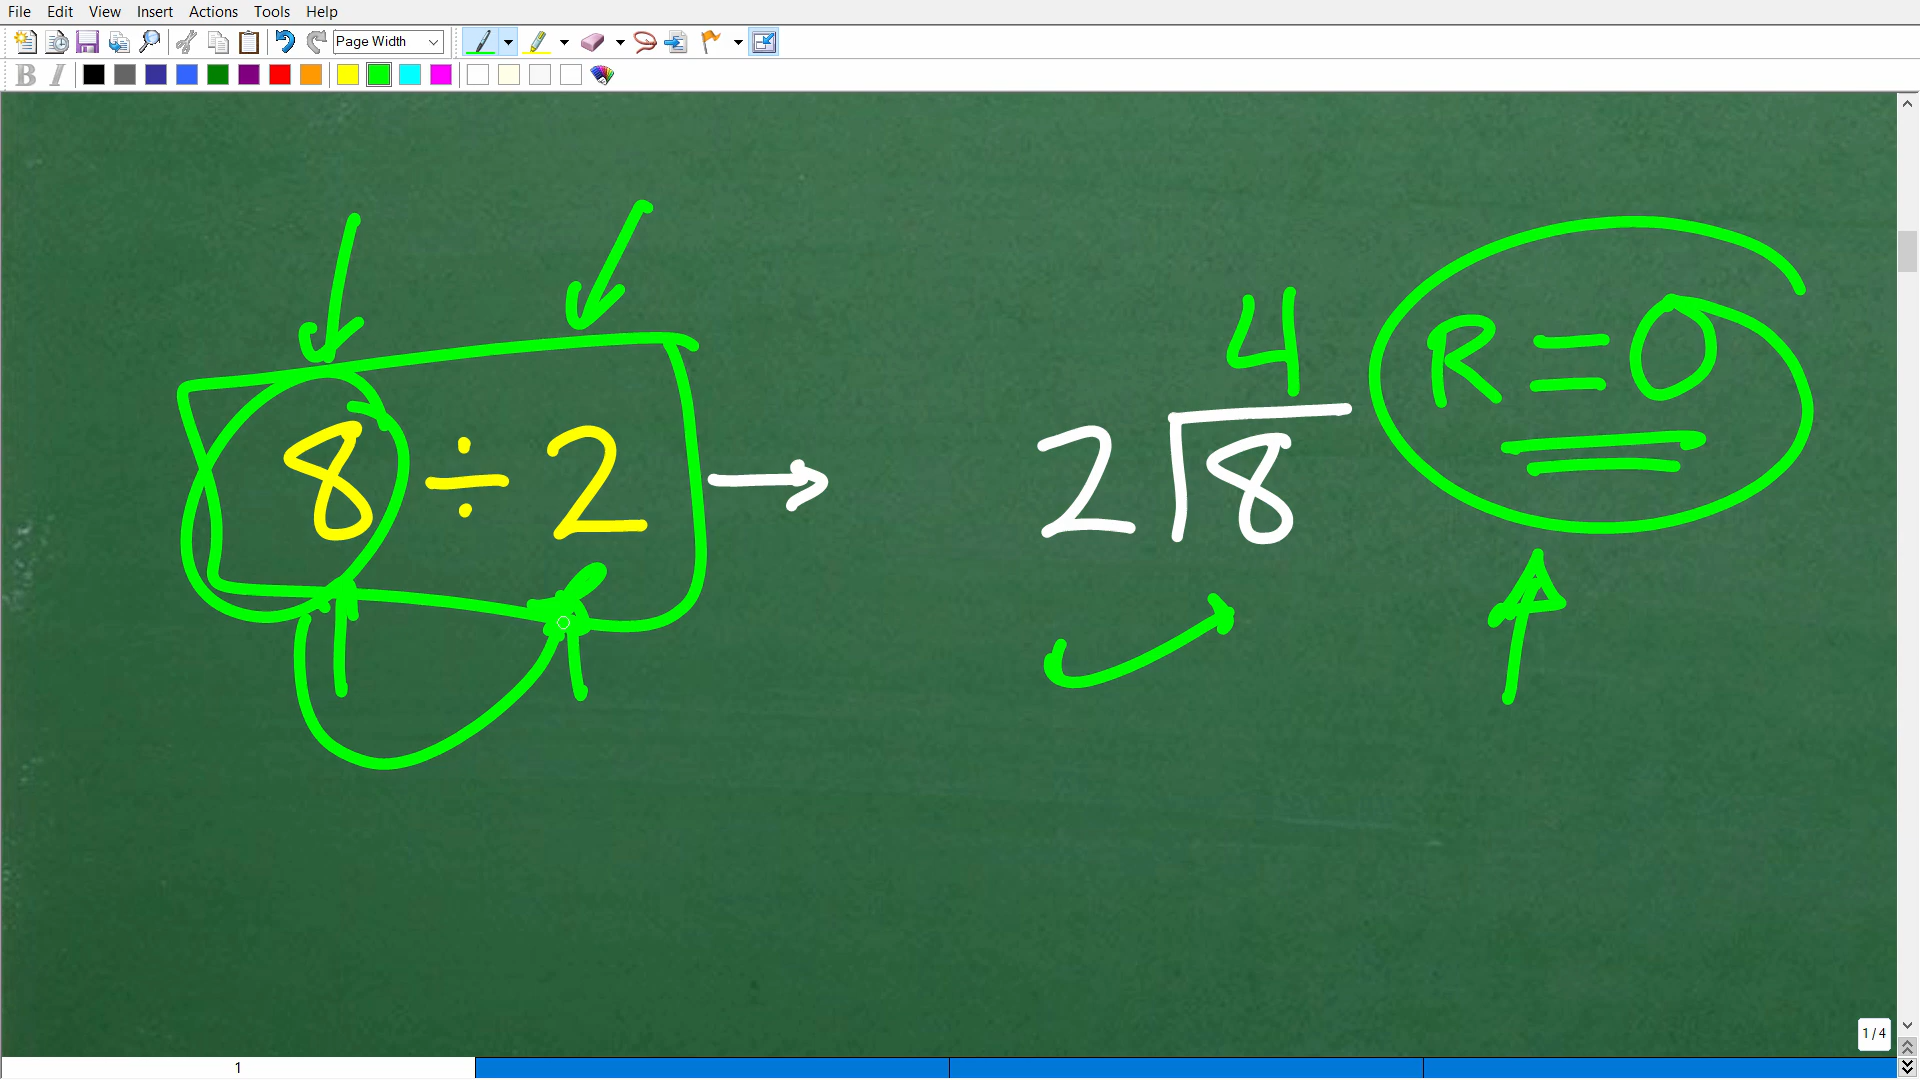 File Edit View Insert Actions Tools Help
Page Width
B I
4 R = 0
8 ÷ 2 → 2 8
1 / 4
1